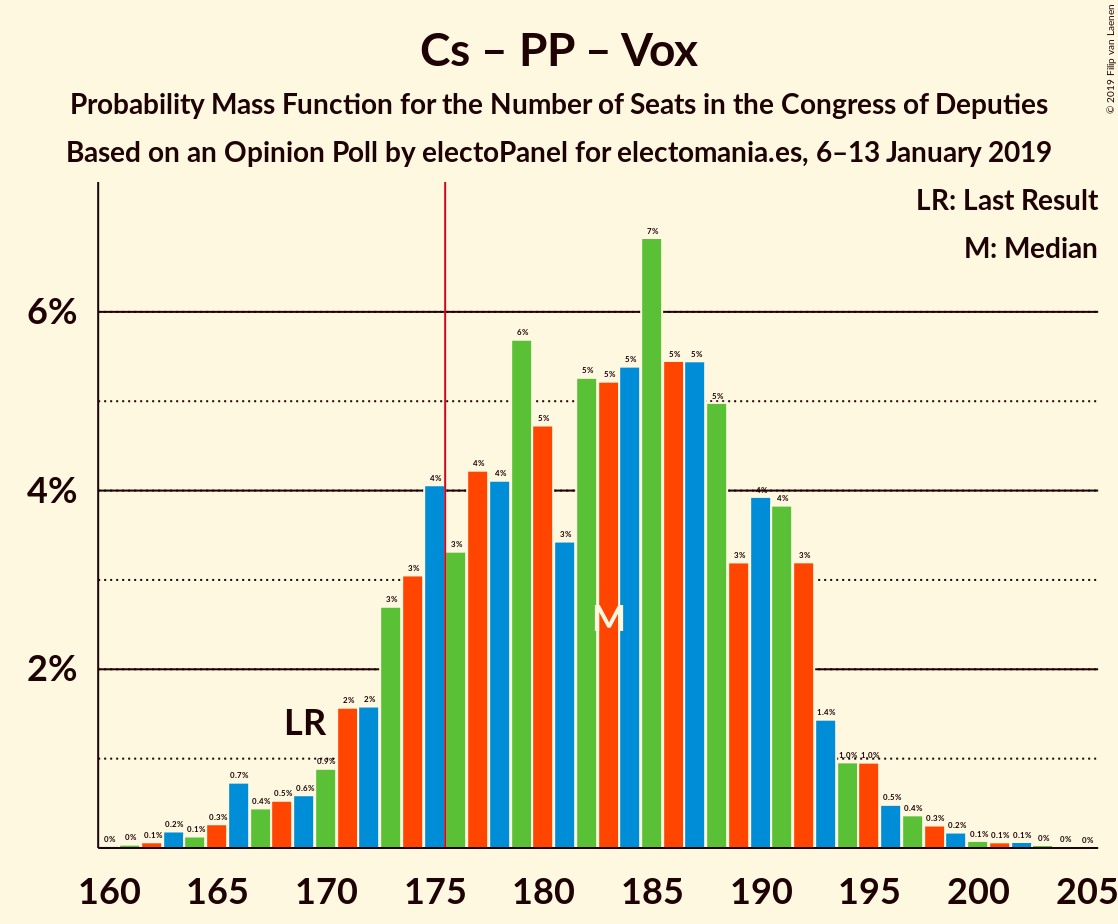 Cs – PP – Vox
Probability Mass Function for the Number of Seats in the Congress of Deputies
Based on an Opinion Poll by electoPanel for electomania.es, 6–13 January 2019
© 2019 Filip van Laenen
LR: Last Result
M: Median
6%
4%
2%
0% 0% 0.1% 0.2% 0.1% 0.3% 0.7% 0.4% 0.5% 0.6% 0.9% 2% 2% 3% 3% 4% 3% 4% 4% 6% 5% 3% 5% 5% 5% 7% 5% 5% 5% 3% 4% 4% 3% 1.4% 1.0% 1.0% 0.5% 0.4% 0.3% 0.2% 0.1% 0.1% 0.1% 0% 0% 0%
LR
M
160 165 170 175 180 185 190 195 200 205